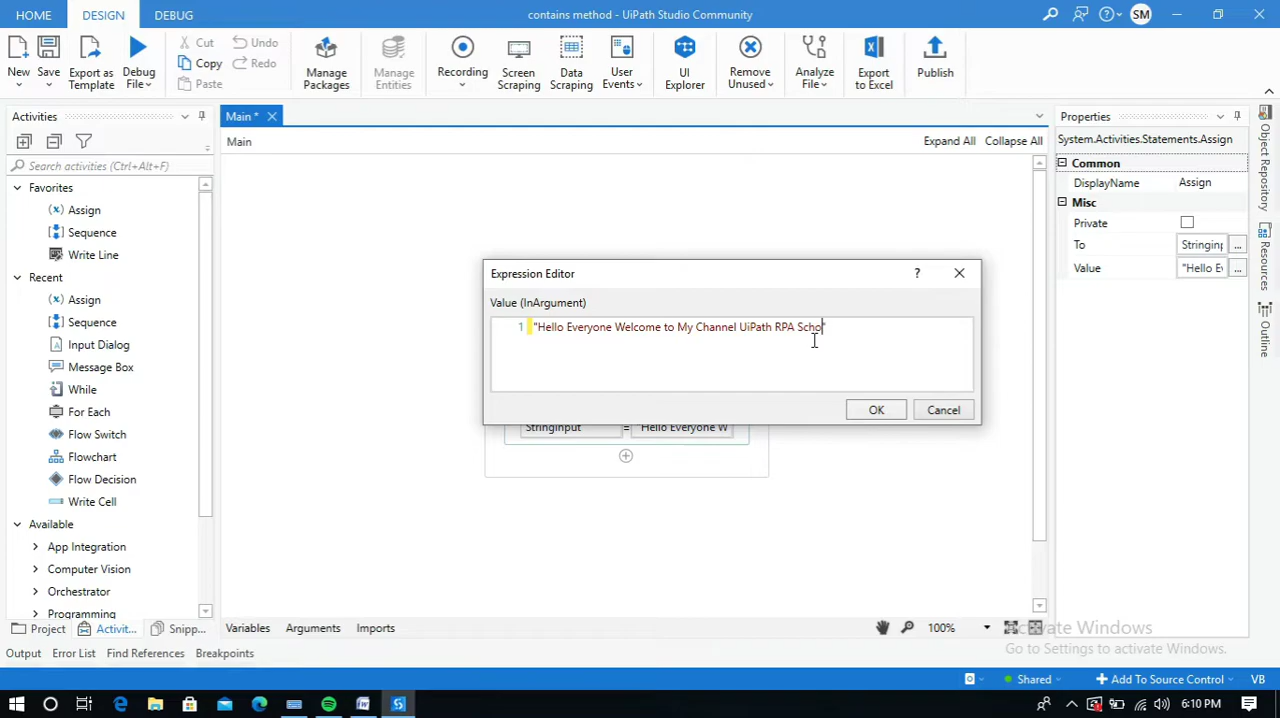 HOME DESIGN DEBUG contains method - UiPath Studio Community SM
New Save Export as Template Debug File Cut Copy Paste Undo Redo Manage Packages Manage Entities Recording Screen Scraping Data Scraping User Events UI Explorer Remove Unused Analyze File Export to Excel Publish
Activities
Search activities (Ctrl+Alt+F)
Favorites
Assign
Sequence
Write Line
Recent
Assign
Sequence
Input Dialog
Message Box
While
For Each
Flow Switch
Flowchart
Flow Decision
Write Cell
Available
App Integration
Computer Vision
Orchestrator
Programming
Project Activit... Snipp...
Main *
Main Expand All Collapse All
Expression Editor ?
Value (InArgument)
1 "Hello Everyone Welcome to My Channel UiPath RPA Scho"
OK Cancel
StringInput = "Hello Everyone W
Variables Arguments Imports 100%
Properties
System.Activities.Statements.Assign
Common
DisplayName Assign
Misc
Private
To Stringinp ...
Value "Hello Ev ...
Object Repository
Resources
Outline
Activate Windows
Go to Settings to activate Windows.
Output Error List Find References Breakpoints
Shared Add To Source Control VB
6:10 PM